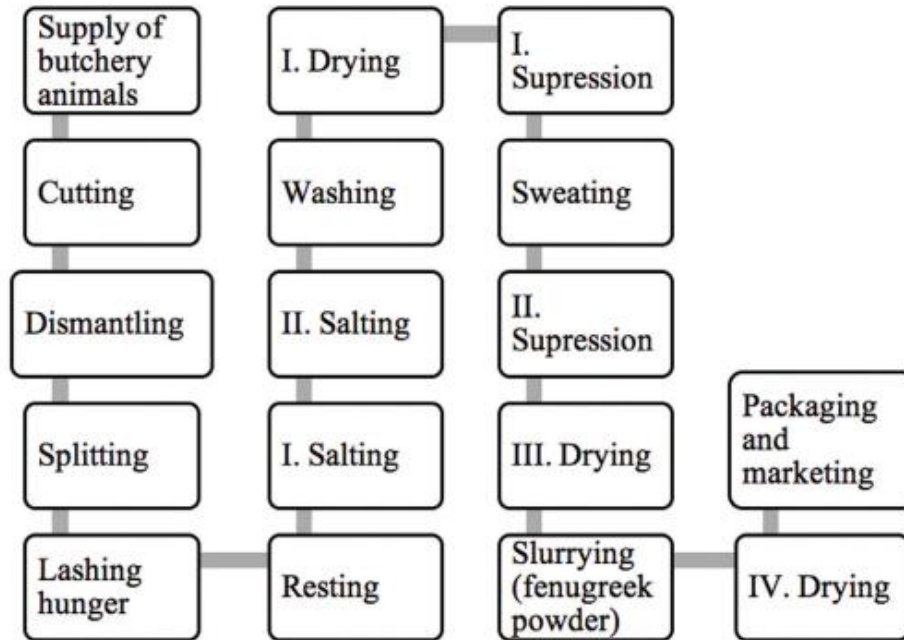 Supply of
butchery
animals
Cutting
Dismantling
Splitting
Lashing
hunger
Resting
I. Salting
II. Salting
Washing
I. Drying
I.
Supression
Sweating
II.
Supression
III. Drying
Slurrying
(fenugreek
powder)
IV. Drying
Packaging
and
marketing